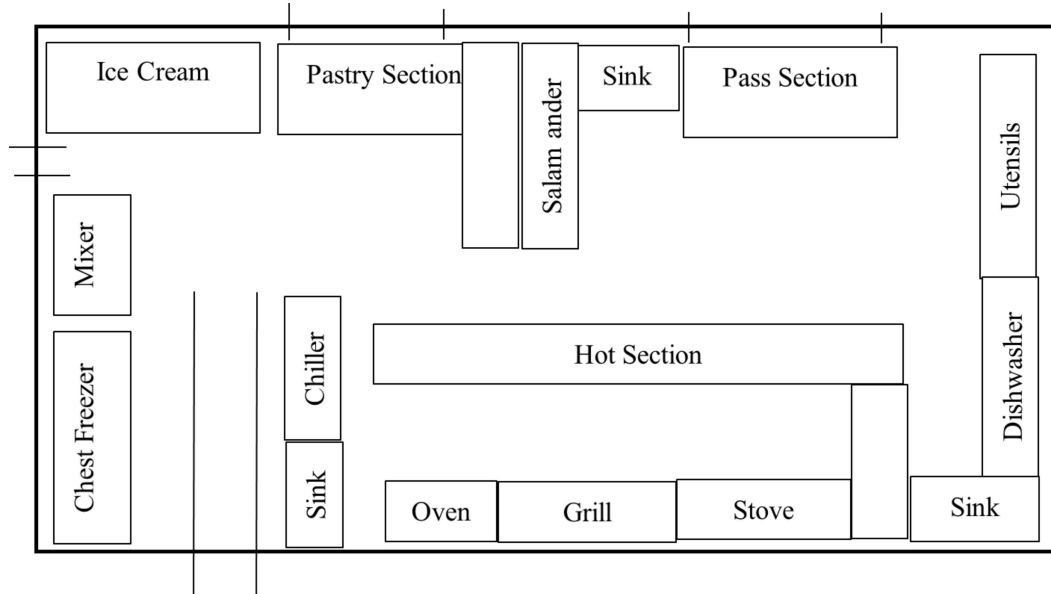 Ice Cream
Pastry Section
Salam ander
Sink
Pass Section
Utensils
Mixer
Chiller
Hot Section
Dishwasher
Chest Freezer
Sink
Oven
Grill
Stove
Sink